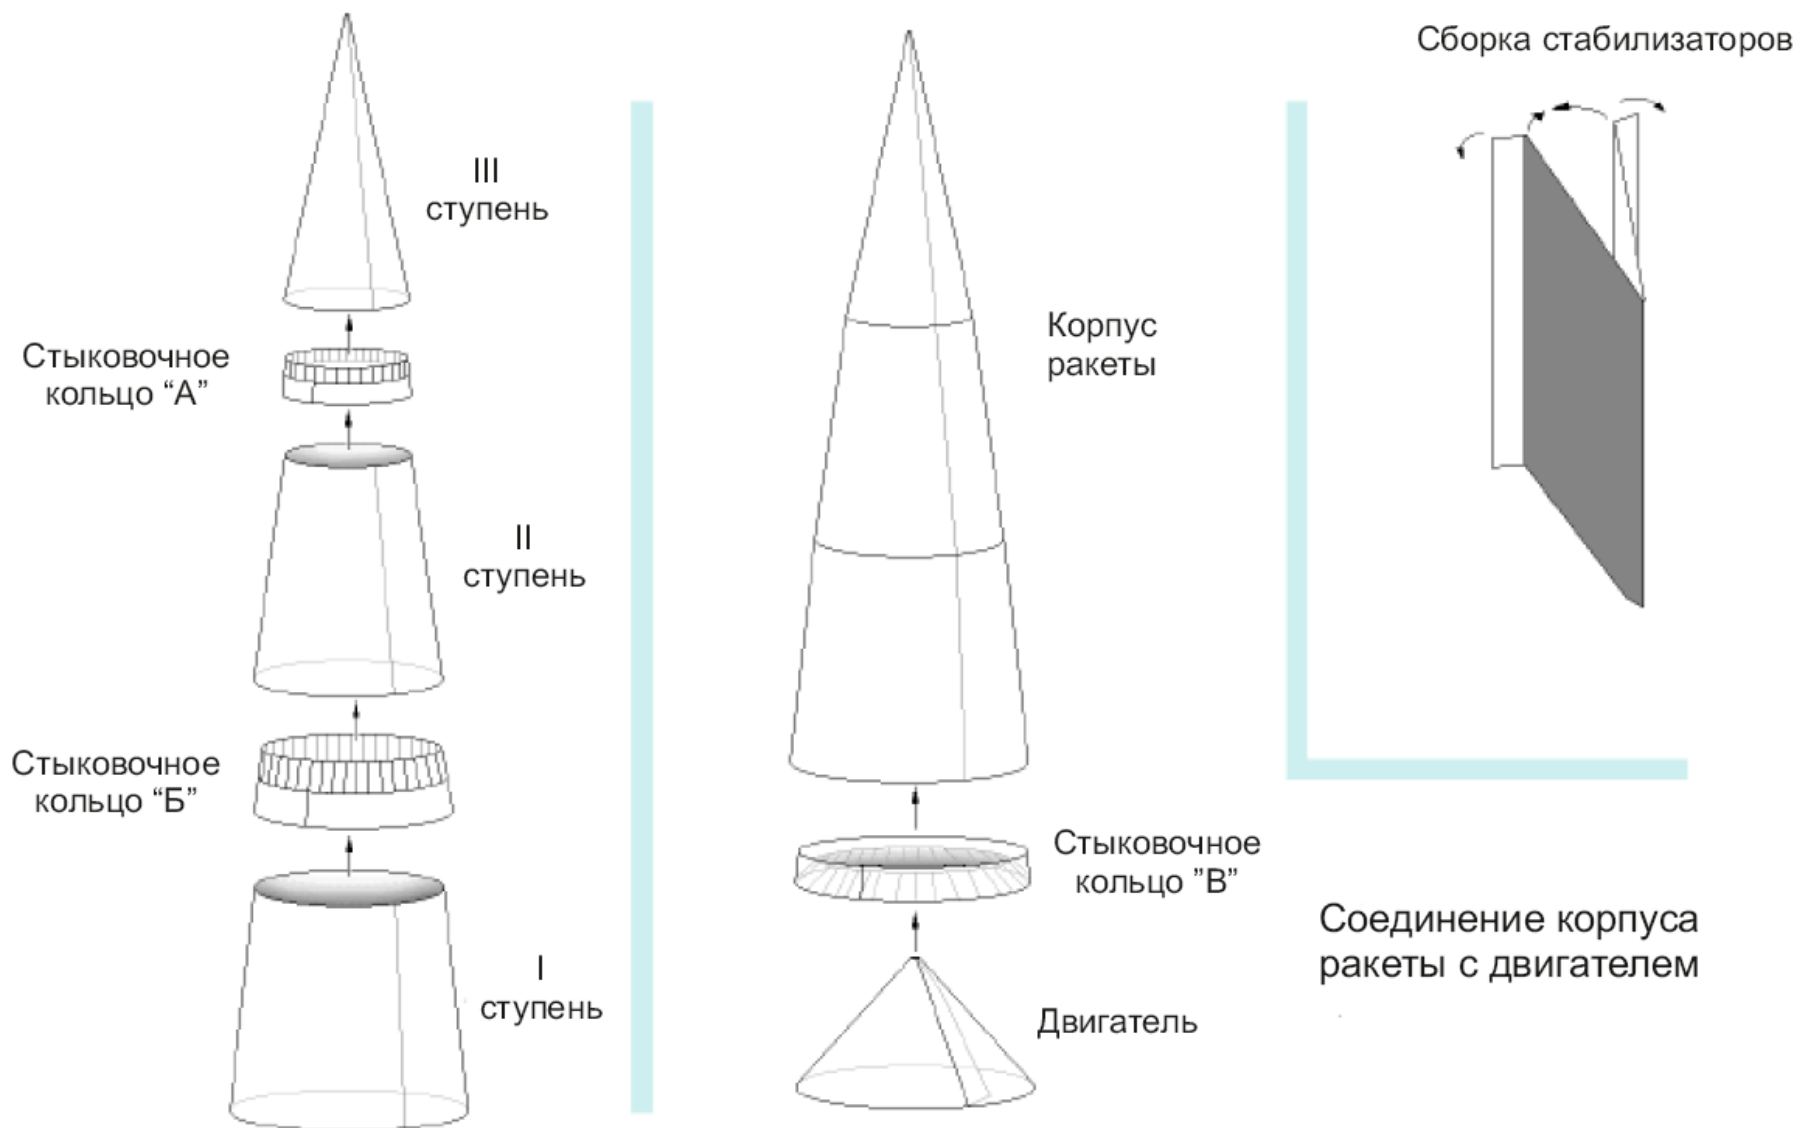 III
ступень
Стыковочное
кольцо “А”
II
ступень
Стыковочное
кольцо “Б”
I
ступень
Корпус
ракеты
Стыковочное
кольцо ”В”
Двигатель
Сборка стабилизаторов
Соединение корпуса
ракеты с двигателем